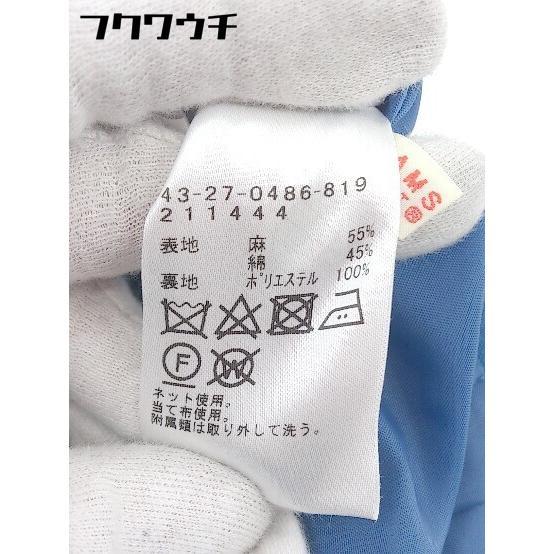 フクワウチ
43-27-0486-819
211444
表地 麻 55%
綿 45%
裏地 ポリエステル 100%
F W
ネット使用。
当て布使用。
附属類は取り外して洗う。
AMS